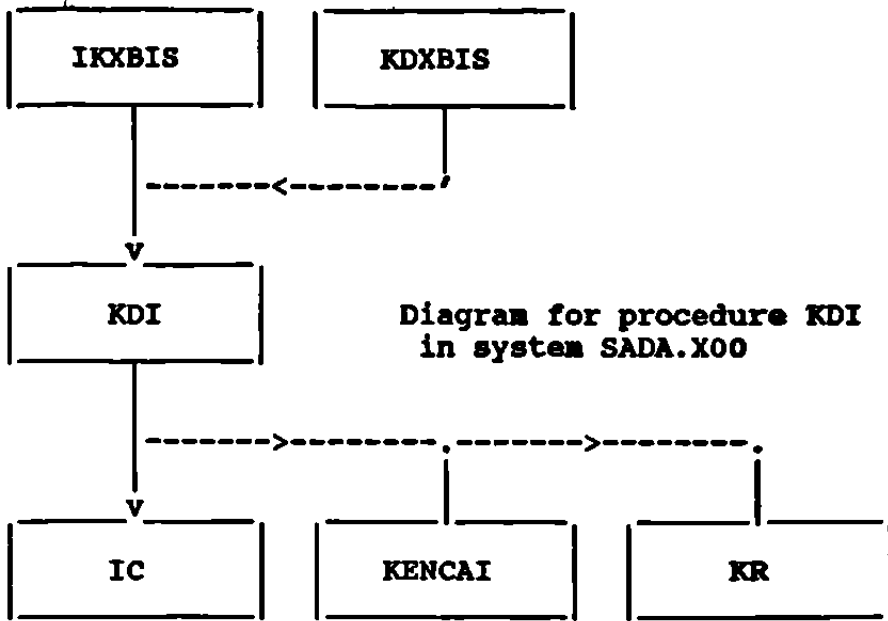 IKXBIS KDXBIS
KDI
Diagram for procedure KDI
in system SADA.X00
IC KENCAI KR